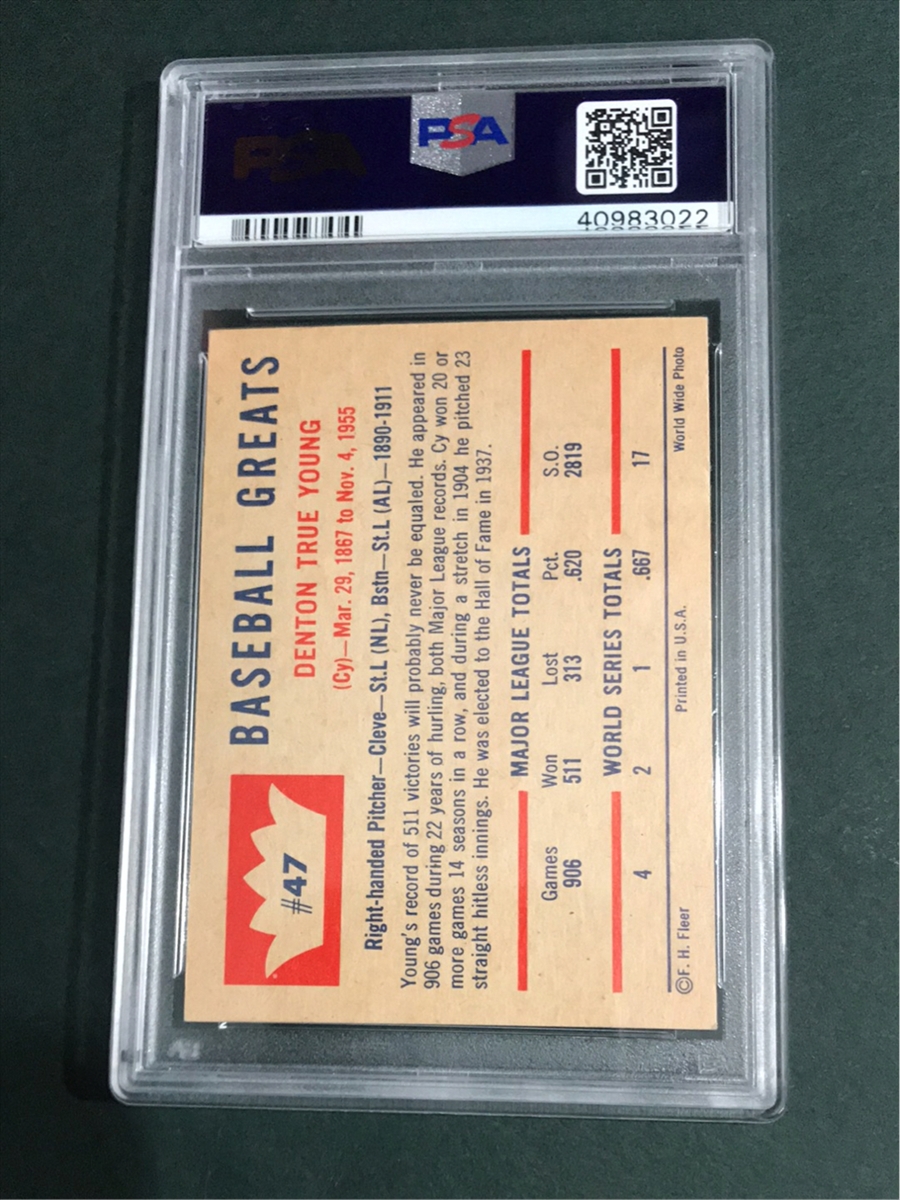 PSA
PSA
40983022
#47
BASEBALL GREATS
DENTON TRUE YOUNG
(Cy)—Mar. 29, 1867 to Nov. 4, 1955
Right-handed Pitcher—Cleve—St.L (NL), Bstn—St.L (AL)—1890-1911
Young's record of 511 victories will probably never be equaled. He appeared in
906 games during 22 years of hurling, both Major League records. Cy won 20 or
more games 14 seasons in a row, and during a stretch in 1904 he pitched 23
straight hitless innings. He was elected to the Hall of Fame in 1937.
MAJOR LEAGUE TOTALS
Games Won Lost Pct. S.O.
906 511 313 .620 2819
WORLD SERIES TOTALS
4 2 1 .667 17
©F. H. Fleer Printed in U.S.A. World Wide Photo